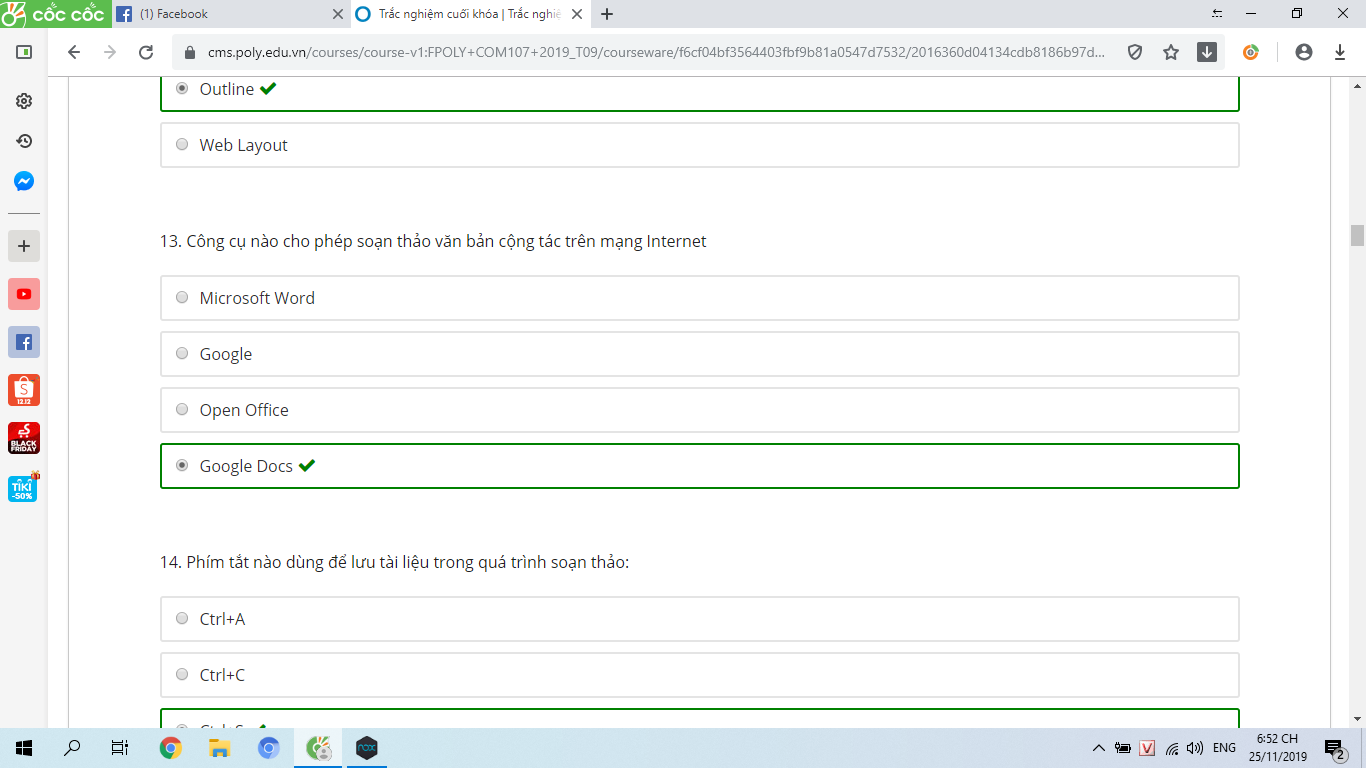 cốc cốc
(1) Facebook
Trắc nghiệm cuối khóa | Trắc nghiệ
cms.poly.edu.vn/courses/course-v1:FPOLY+COM107+2019_T09/courseware/f6cf04bf3564403fbf9b81a0547d7532/2016360d04134cdb8186b97d...
Outline
Web Layout
13. Công cụ nào cho phép soạn thảo văn bản cộng tác trên mạng Internet
Microsoft Word
Google
Open Office
Google Docs
14. Phím tắt nào dùng để lưu tài liệu trong quá trình soạn thảo:
Ctrl+A
Ctrl+C
12.12
BLACK
FRIDAY
TIKI
-50%
nox
ENG
6:52 CH
25/11/2019
2